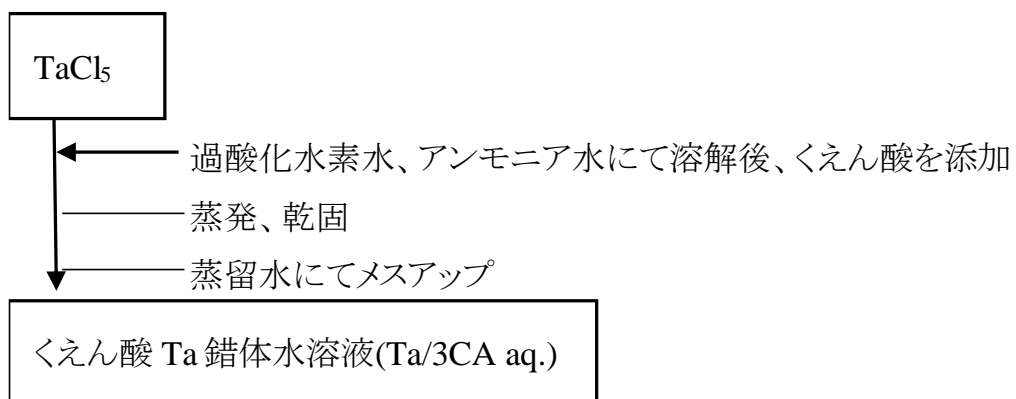 TaCl5
過酸化水素水、アンモニア水にて溶解後、くえん酸を添加
蒸発、乾固
蒸留水にてメスアップ
くえん酸 Ta 錯体水溶液(Ta/3CA aq.)